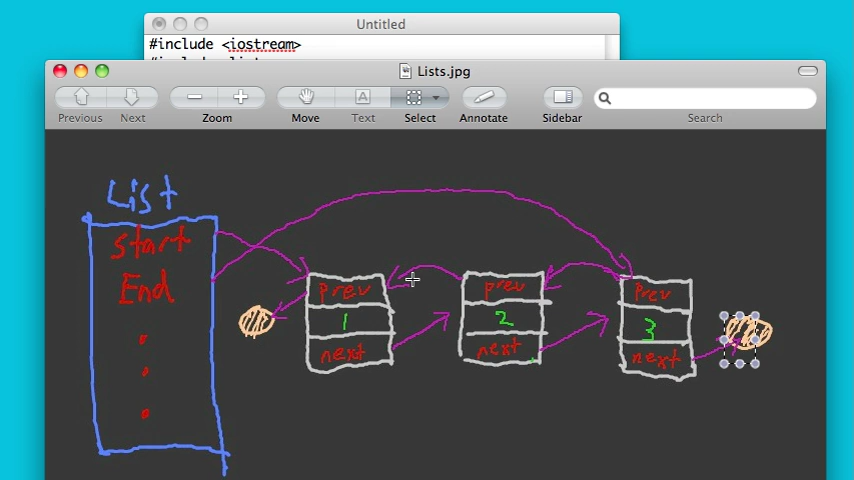 Untitled
#include <iostream>
Lists.jpg
Previous Next Zoom Move Text Select Annotate Sidebar Search
List
Start
End
prev
1
next
prev
2
next
Prev
3
next